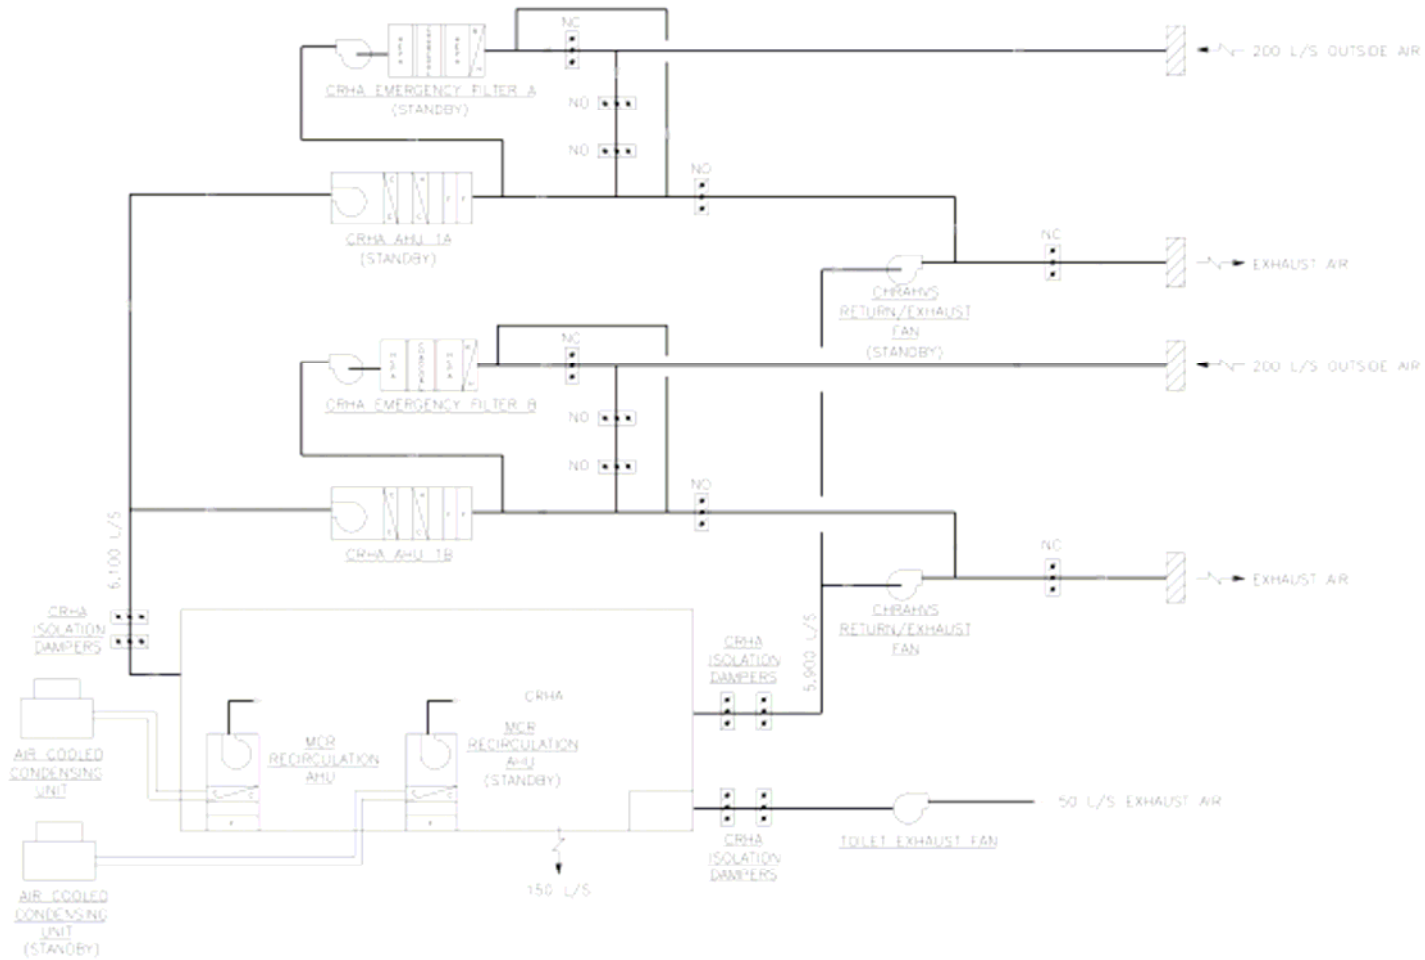 NC
200 L/S OUTSIDE AIR
CRHA EMERGENCY FILTER A
(STANDBY)
NO
NO
NO
CRHA AHU 1A
(STANDBY)
NC
EXHAUST AIR
CHRAHVS
RETURN/EXHAUST
FAN
(STANDBY)
NC
200 L/S OUTSIDE AIR
CRHA EMERGENCY FILTER B
NO
NO
NO
CRHA AHU 1B
6,100 L/S
NC
EXHAUST AIR
CHRAHVS
RETURN/EXHAUST
FAN
CRHA
ISOLATION
DAMPERS
5,900 L/S
CRHA
ISOLATION
DAMPERS
CRHA
MCR
RECIRCULATION
AHU
MCR
RECIRCULATION
AHU
(STANDBY)
AIR COOLED
CONDENSING
UNIT
50 L/S EXHAUST AIR
TOILET EXHAUST FAN
CRHA
ISOLATION
DAMPERS
150 L/S
AIR COOLED
CONDENSING
UNIT
(STANDBY)